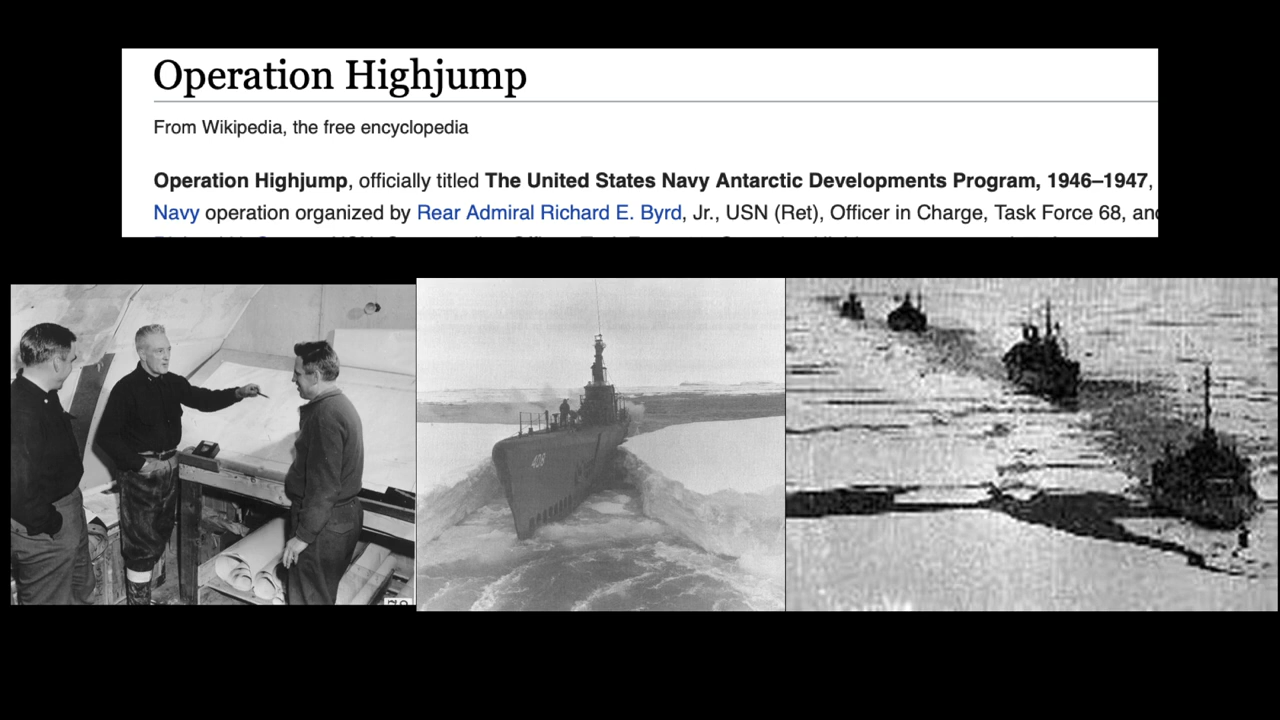 Operation Highjump
From Wikipedia, the free encyclopedia
Operation Highjump, officially titled The United States Navy Antarctic Developments Program, 1946–1947,
Navy operation organized by Rear Admiral Richard E. Byrd, Jr., USN (Ret), Officer in Charge, Task Force 68, and
408